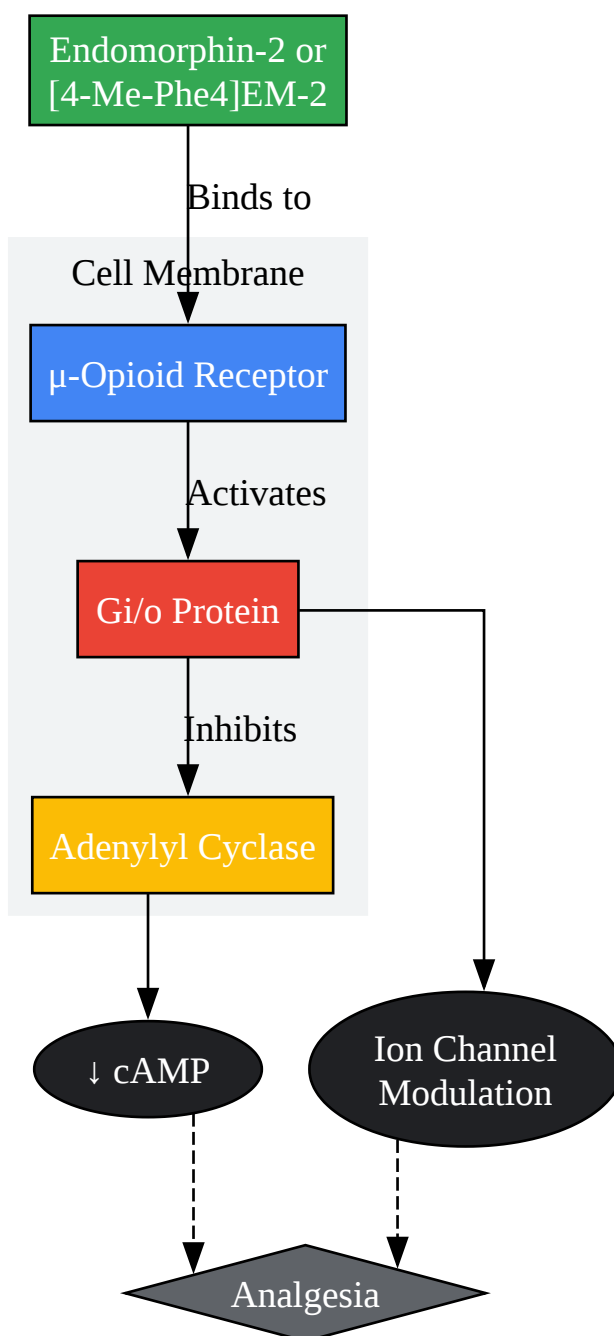 Endomorphin-2 or
[4-Me-Phe4]EM-2
Binds to
Cell Membrane
μ-Opioid Receptor
Activates
Gi/o Protein
Inhibits
Adenylyl Cyclase
↓ cAMP
Ion Channel
Modulation
Analgesia